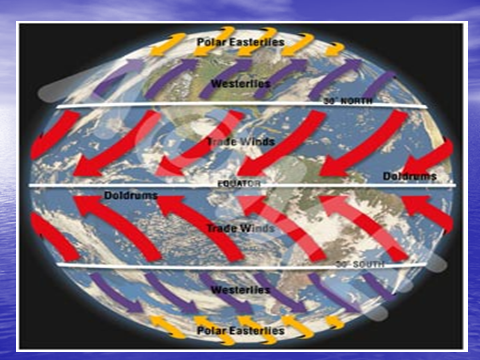 Polar Easterlies
Westerlies
30° NORTH
Trade Winds
Doldrums
EQUATOR
Doldrums
Trade Winds
30° SOUTH
Westerlies
Polar Easterlies